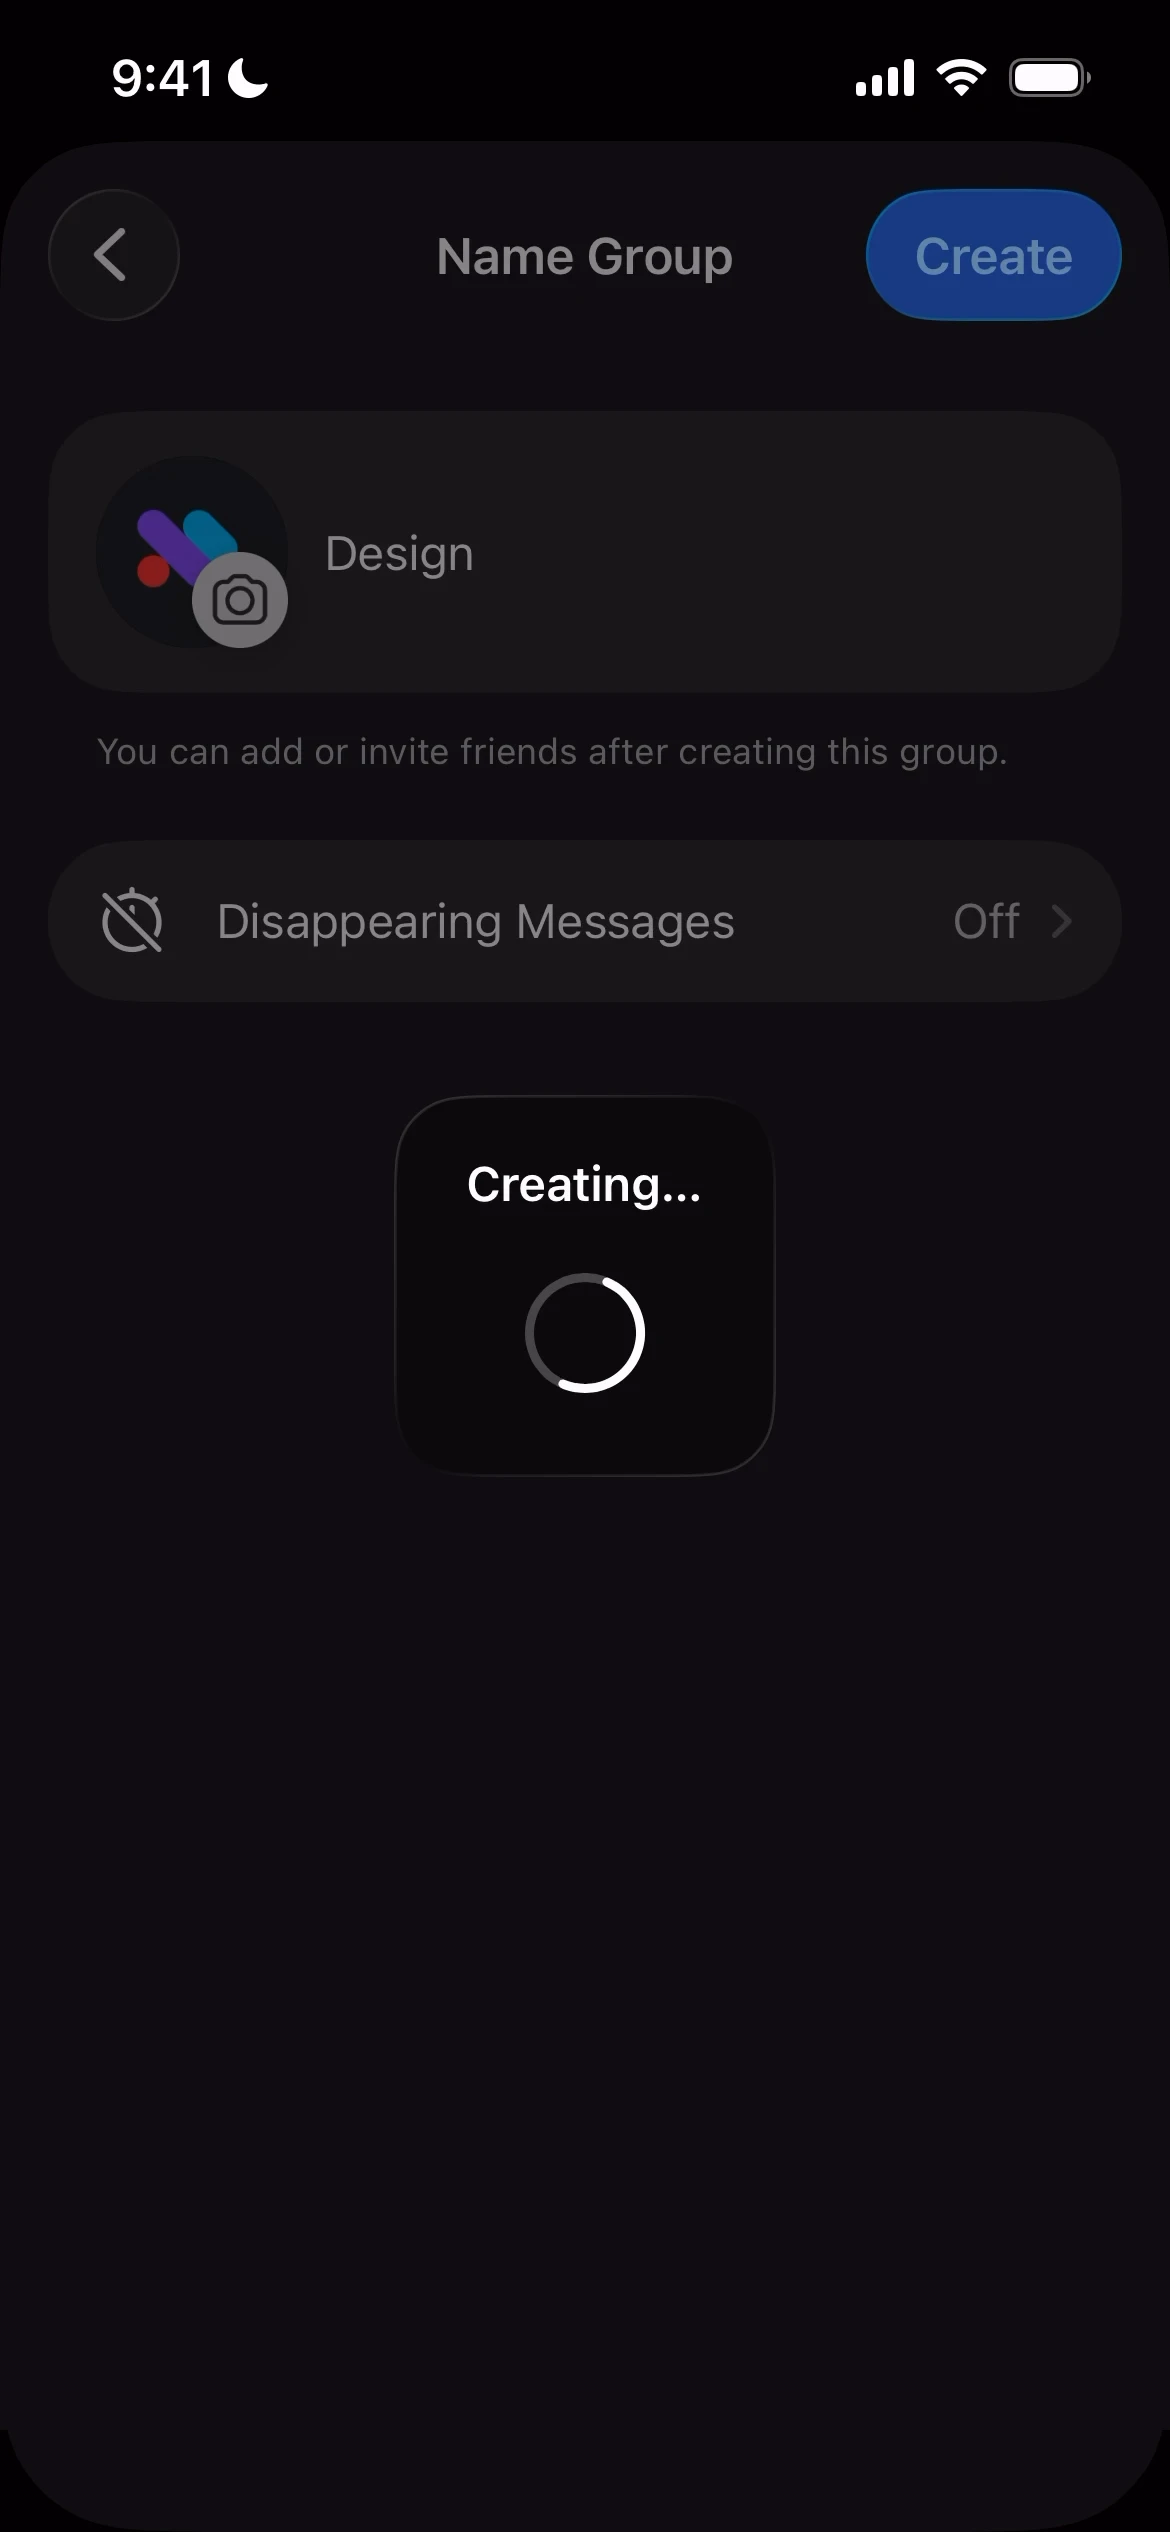 9:41
Name Group
Create
Design
You can add or invite friends after creating this group.
Disappearing Messages
Off
Creating...